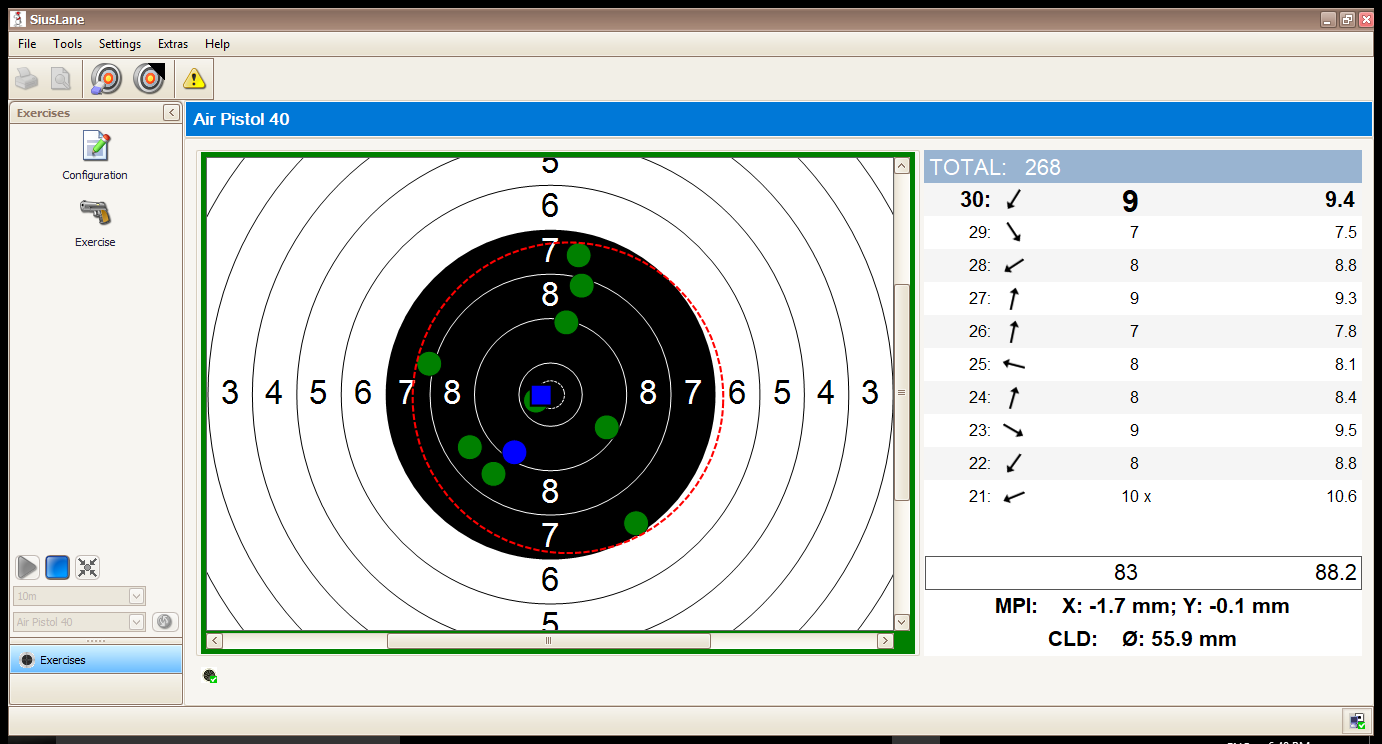 SiusLane
File Tools Settings Extras Help
Exercises
Configuration
Exercise
10m
Air Pistol 40
Exercises
Air Pistol 40
5
6
7
8
3 4 5 6 7 8 8 7 6 5 4 3
8
7
6
5
TOTAL: 268
30: 9 9.4
29: 7 7.5
28: 8 8.8
27: 9 9.3
26: 7 7.8
25: 8 8.1
24: 8 8.4
23: 9 9.5
22: 8 8.8
21: 10 x 10.6
83 88.2
MPI: X: -1.7 mm; Y: -0.1 mm
CLD: Ø: 55.9 mm